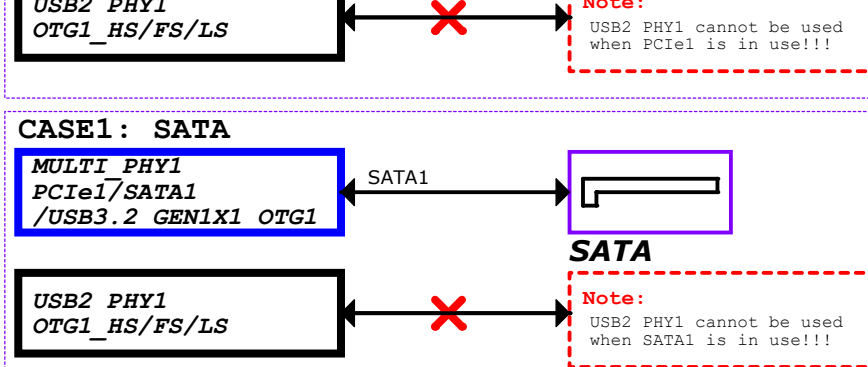 USB2 PHY1
OTG1_HS/FS/LS
Note:
USB2 PHY1 cannot be used
when PCIe1 is in use!!!
CASE1: SATA
MULTI_PHY1
PCIe1/SATA1
/USB3.2 GEN1X1 OTG1
SATA1
SATA
USB2 PHY1
OTG1_HS/FS/LS
Note:
USB2 PHY1 cannot be used
when SATA1 is in use!!!